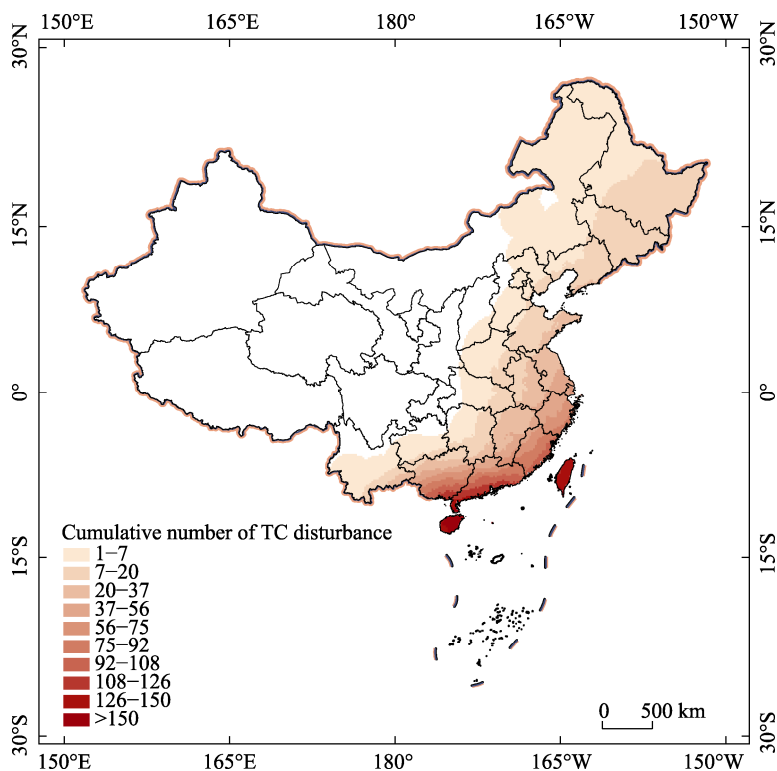 150°E 165°E 180° 165°W 150°W
30°N 30°N
15°N 15°N
0° 0°
Cumulative number of TC disturbance
1−7
7−20
20−37
37−56
56−75
75−92
92−108
108−126
126−150
>150
15°S 15°S
0 500 km
30°S 30°S
150°E 165°E 180° 165°W 150°W